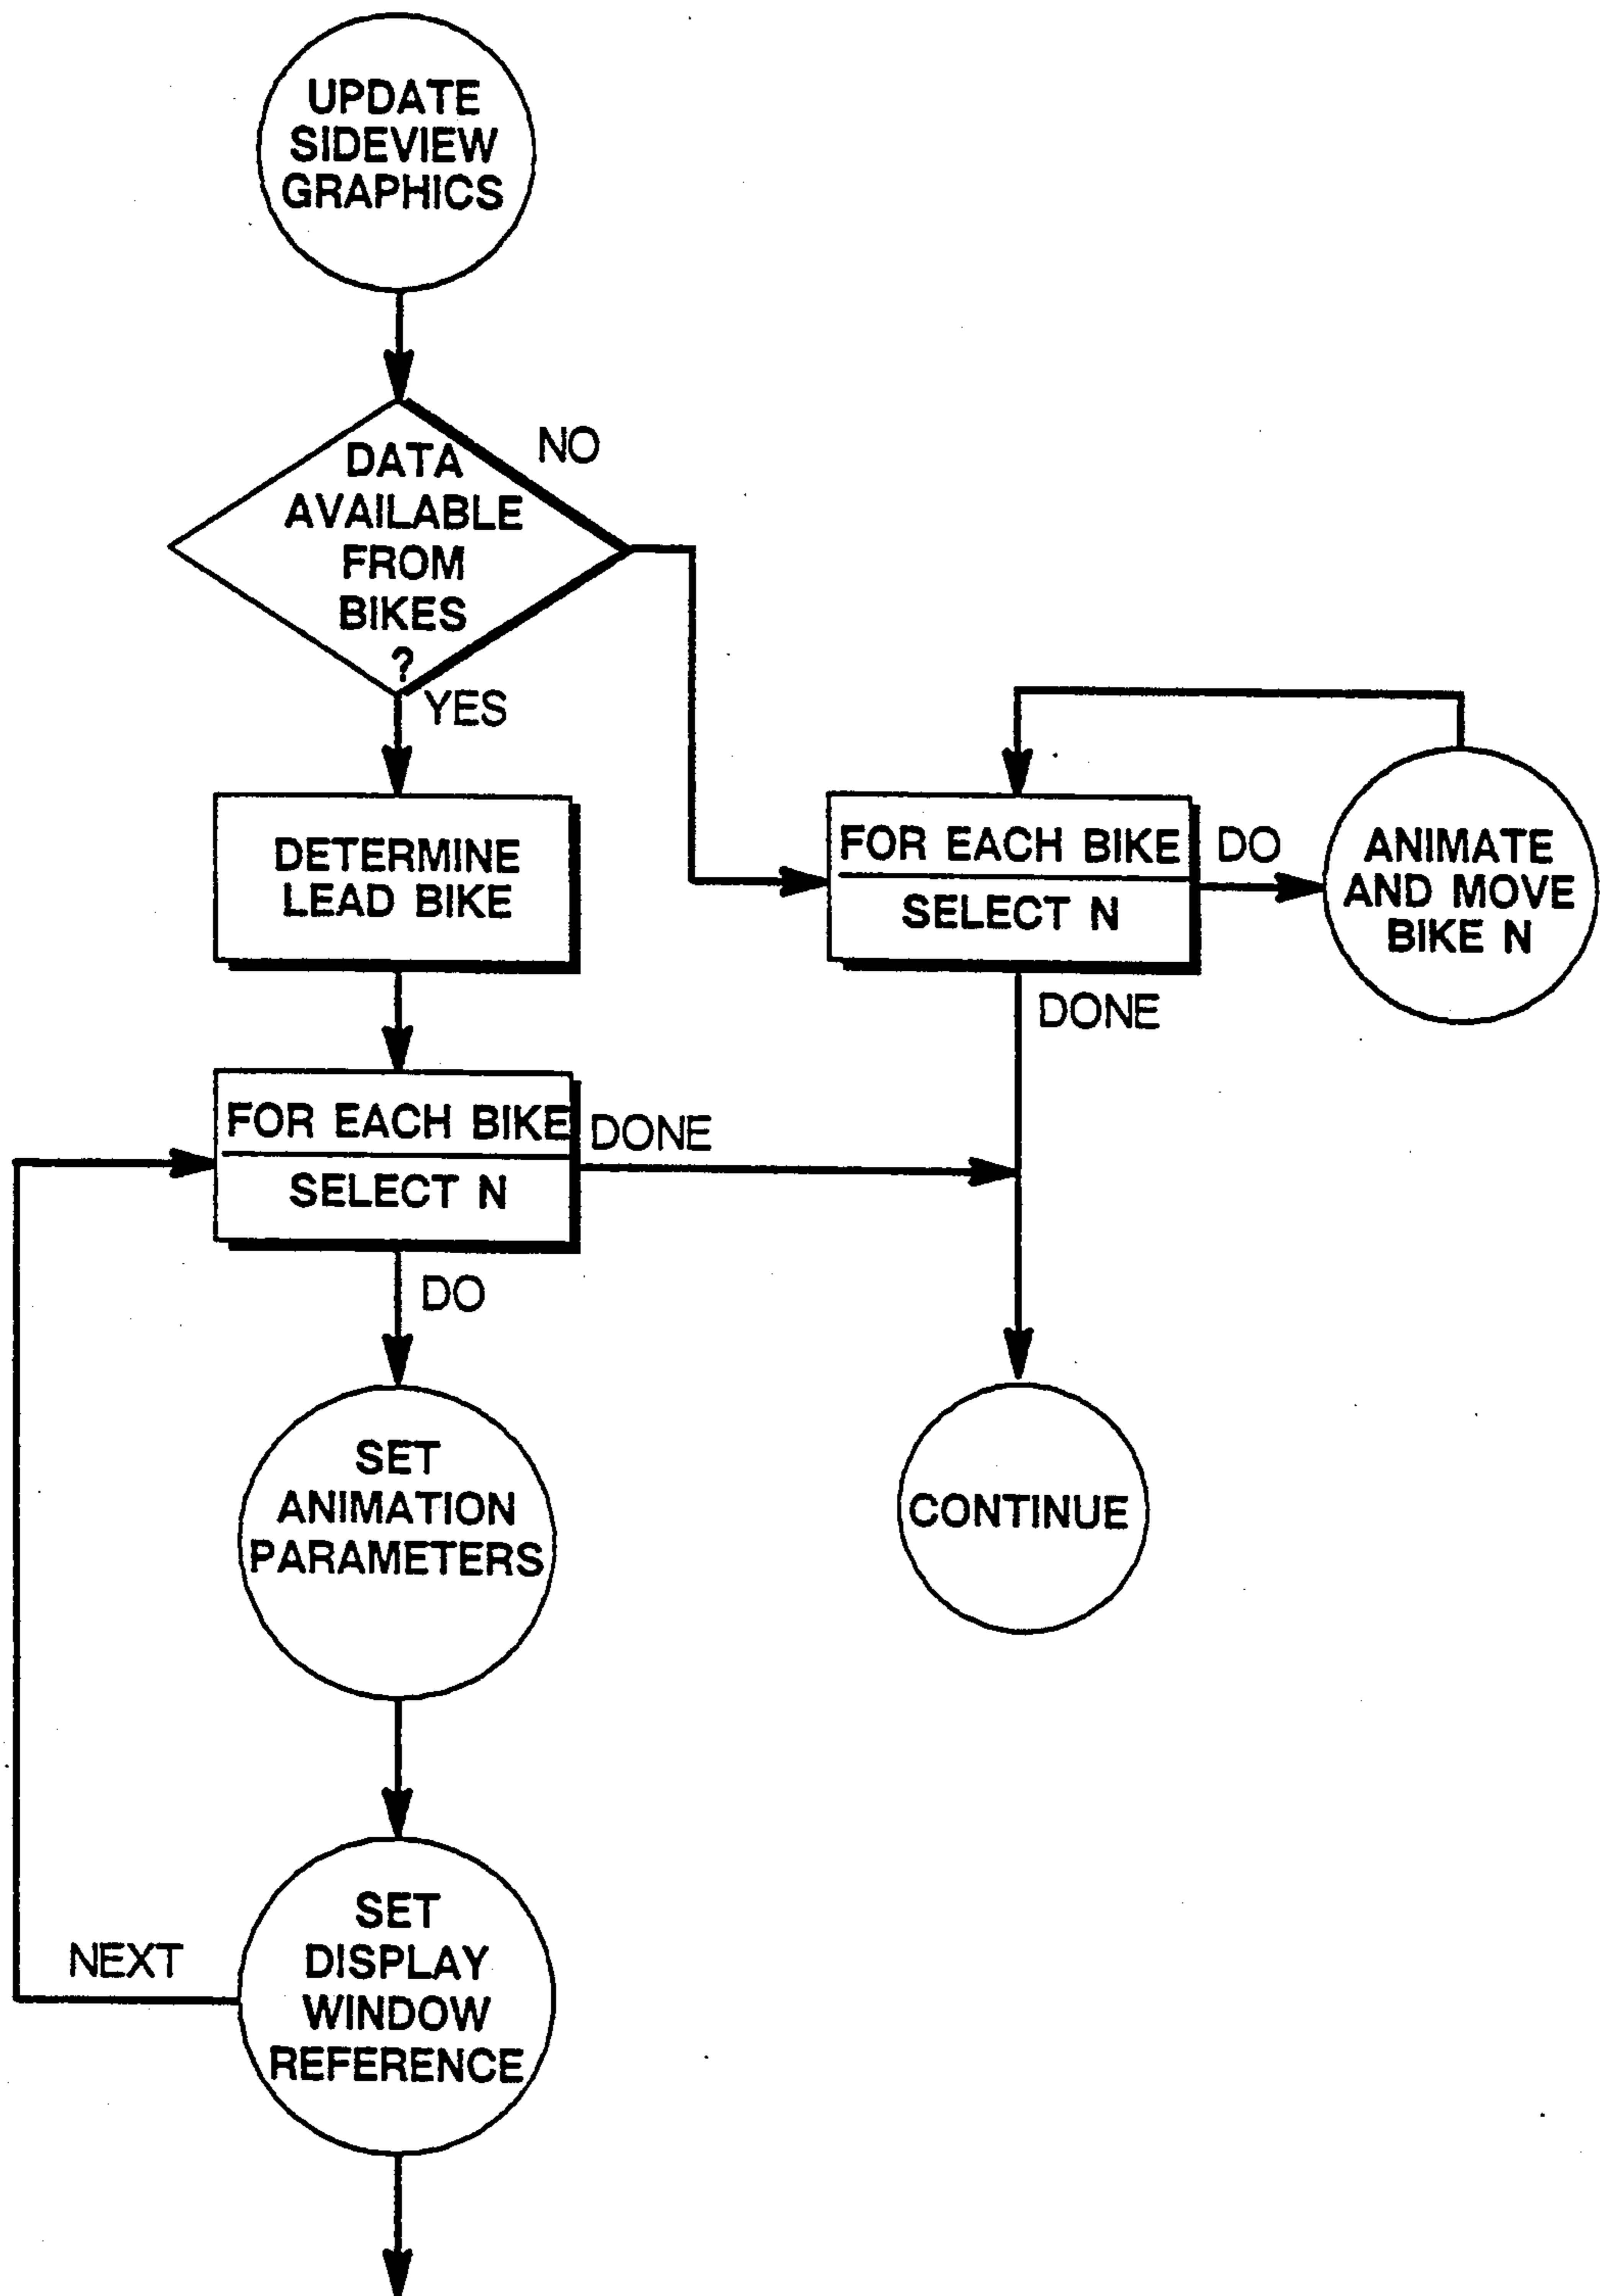 UPDATE
SIDEVIEW
GRAPHICS
NO
DATA
AVAILABLE
FROM
BIKES
?
YES
DETERMINE
LEAD BIKE
FOR EACH BIKE
SELECT N
DO
ANIMATE
AND MOVE
BIKE N
DONE
FOR EACH BIKE
SELECT N
DONE
DO
SET
ANIMATION
PARAMETERS
CONTINUE
SET
DISPLAY
WINDOW
REFERENCE
NEXT